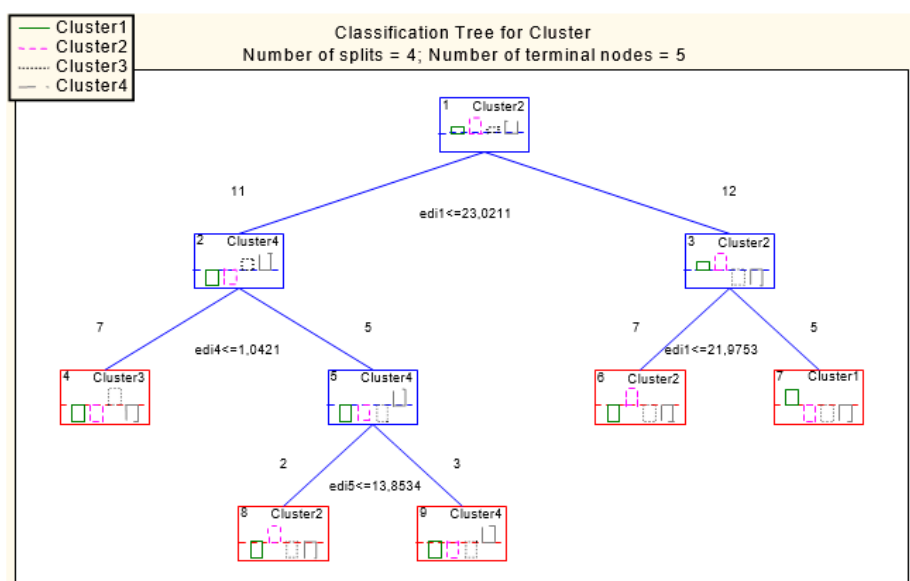 Cluster1
Cluster2
Cluster3
Cluster4
Classification Tree for Cluster
Number of splits = 4; Number of terminal nodes = 5
1 Cluster2
11 12
edi1<=23,0211
2 Cluster4 3 Cluster2
7 5 7 5
edi4<=1,0421 edi1<=21,9753
4 Cluster3 5 Cluster4 6 Cluster2 7 Cluster1
2 3
edi5<=13,8534
8 Cluster2 9 Cluster4